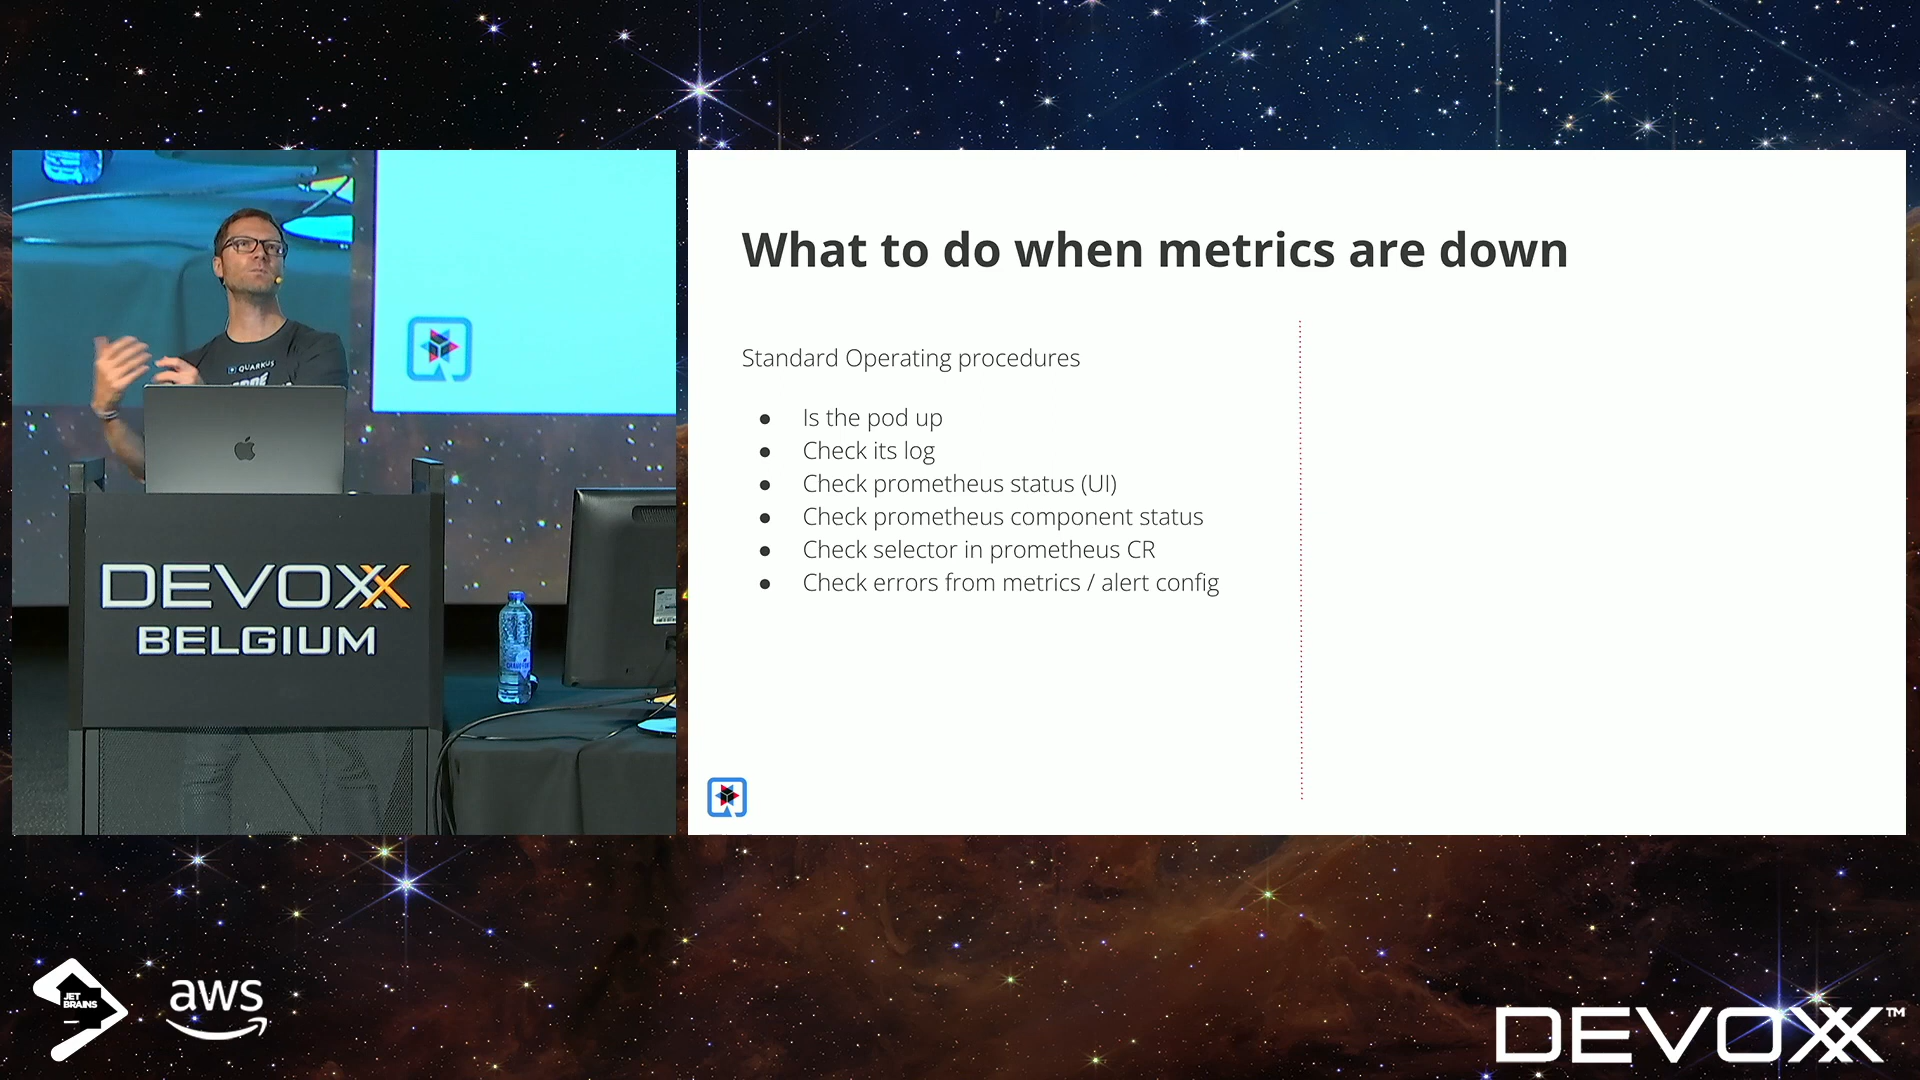 QUARKUS
DEVOXX
BELGIUM
What to do when metrics are down
Standard Operating procedures
● Is the pod up
● Check its log
● Check prometheus status (UI)
● Check prometheus component status
● Check selector in prometheus CR
● Check errors from metrics / alert config
JET
BRAINS
aws
DEVOXX™